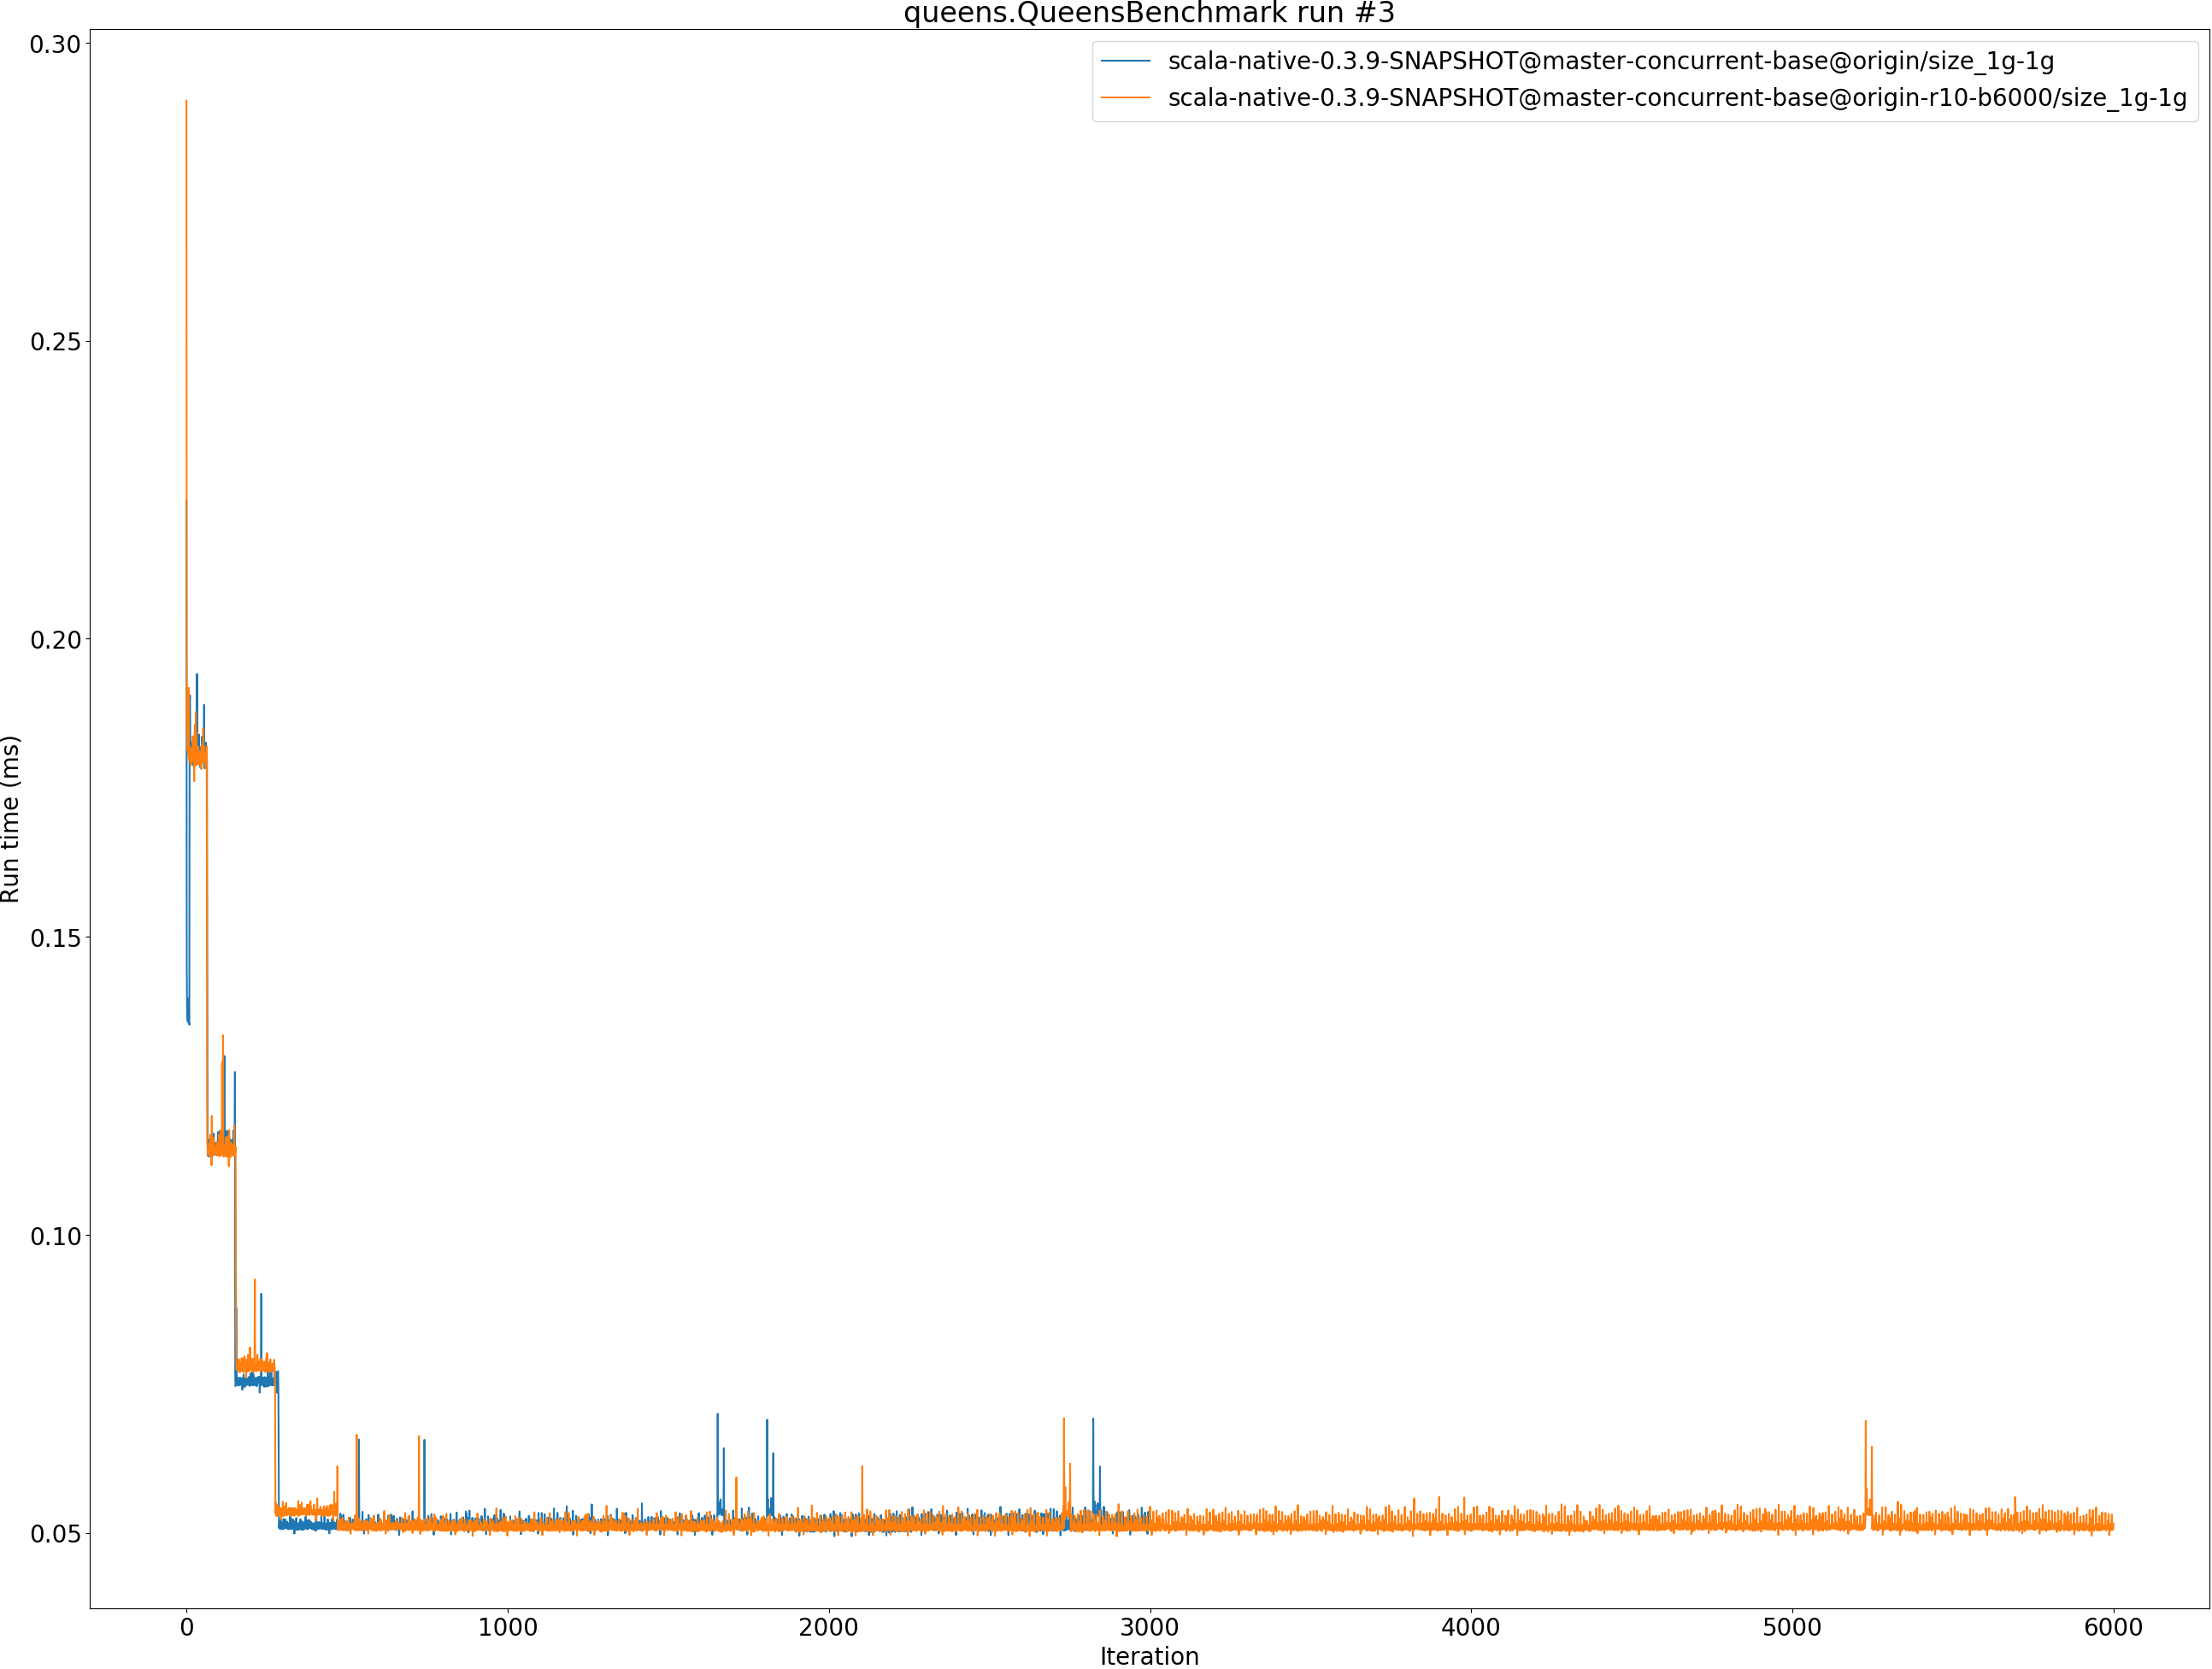 queens.QueensBenchmark run #3
scala-native-0.3.9-SNAPSHOT@master-concurrent-base@origin/size_1g-1g
scala-native-0.3.9-SNAPSHOT@master-concurrent-base@origin-r10-b6000/size_1g-1g
Run time (ms)
0.30
0.25
0.20
0.15
0.10
0.05
0 1000 2000 3000 4000 5000 6000
Iteration